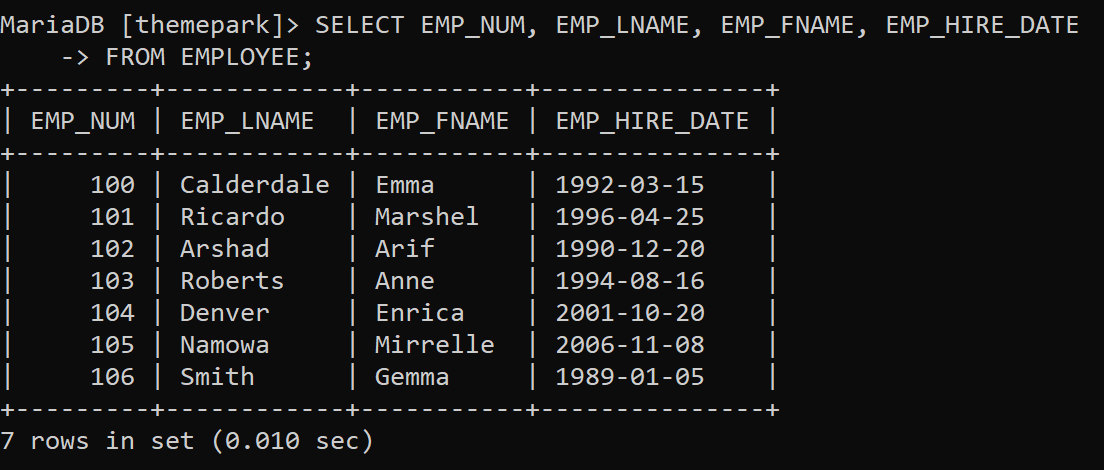 MariaDB [themepark]> SELECT EMP_NUM, EMP_LNAME, EMP_FNAME, EMP_HIRE_DATE
    -> FROM EMPLOYEE;
+---------+------------+-----------+---------------+
| EMP_NUM | EMP_LNAME  | EMP_FNAME | EMP_HIRE_DATE |
+---------+------------+-----------+---------------+
|     100 | Calderdale | Emma      | 1992-03-15    |
|     101 | Ricardo    | Marshel   | 1996-04-25    |
|     102 | Arshad     | Arif      | 1990-12-20    |
|     103 | Roberts    | Anne      | 1994-08-16    |
|     104 | Denver     | Enrica    | 2001-10-20    |
|     105 | Namowa     | Mirrelle  | 2006-11-08    |
|     106 | Smith      | Gemma     | 1989-01-05    |
+---------+------------+-----------+---------------+
7 rows in set (0.010 sec)